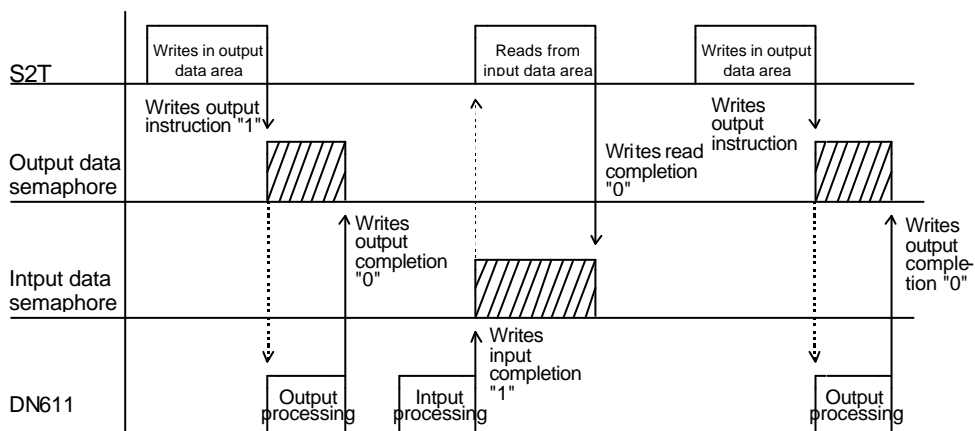 S2T
Writes in output
data area
Reads from
input data area
Writes in output
data area
Writes output
instruction "1"
Writes
output
instruction
Output data
semaphore
Writes read
completion
"0"
Writes
output
completion
"0"
Writes
output
comple-
tion "0"
Intput data
semaphore
Writes
input
completion
"1"
DN611
Output
processing
Intput
processing
Output
processing